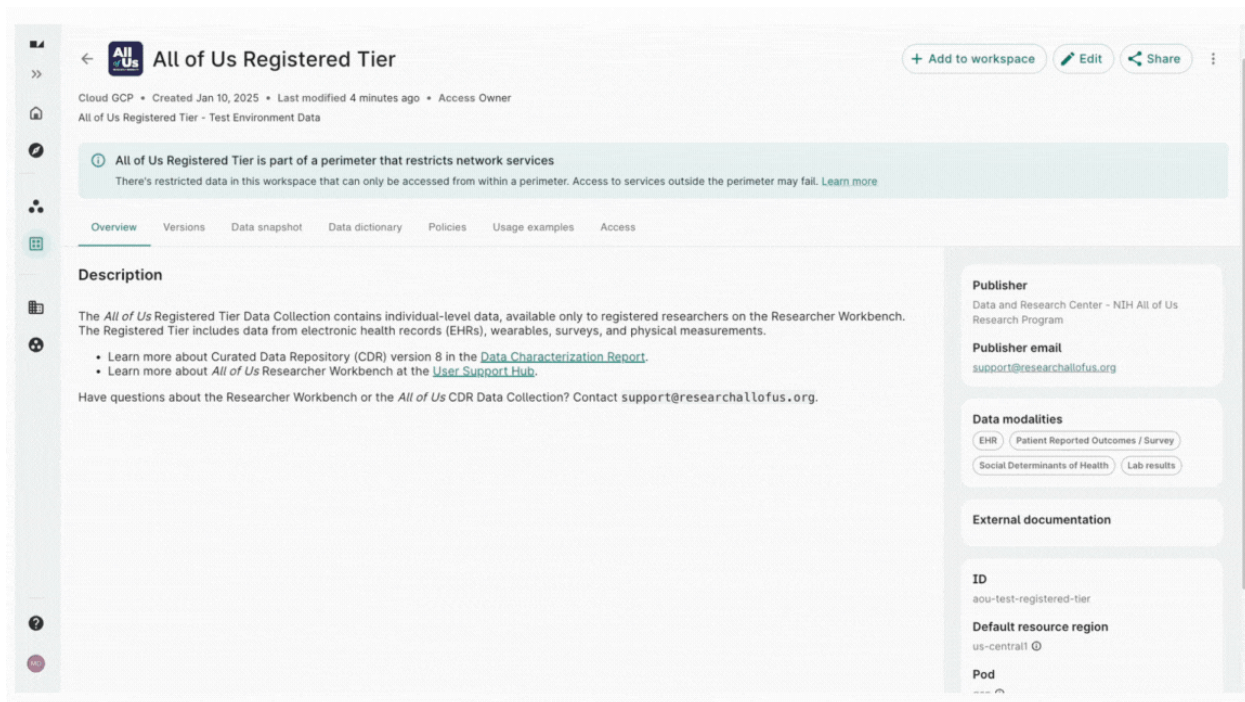 All of Us
All of Us Registered Tier
+ Add to workspace
Edit
Share
Cloud GCP • Created Jan 10, 2025 • Last modified 4 minutes ago • Access Owner
All of Us Registered Tier - Test Environment Data
All of Us Registered Tier is part of a perimeter that restricts network services
There's restricted data in this workspace that can only be accessed from within a perimeter. Access to services outside the perimeter may fail. Learn more
Overview Versions Data snapshot Data dictionary Policies Usage examples Access
Description
The All of Us Registered Tier Data Collection contains individual-level data, available only to registered researchers on the Researcher Workbench.
The Registered Tier includes data from electronic health records (EHRs), wearables, surveys, and physical measurements.
• Learn more about Curated Data Repository (CDR) version 8 in the Data Characterization Report.
• Learn more about All of Us Researcher Workbench at the User Support Hub.
Have questions about the Researcher Workbench or the All of Us CDR Data Collection? Contact support@researchallofus.org.
Publisher
Data and Research Center - NIH All of Us
Research Program
Publisher email
support@researchallofus.org
Data modalities
EHR Patient Reported Outcomes / Survey
Social Determinants of Health Lab results
External documentation
ID
aou-test-registered-tier
Default resource region
us-central1
Pod
MD